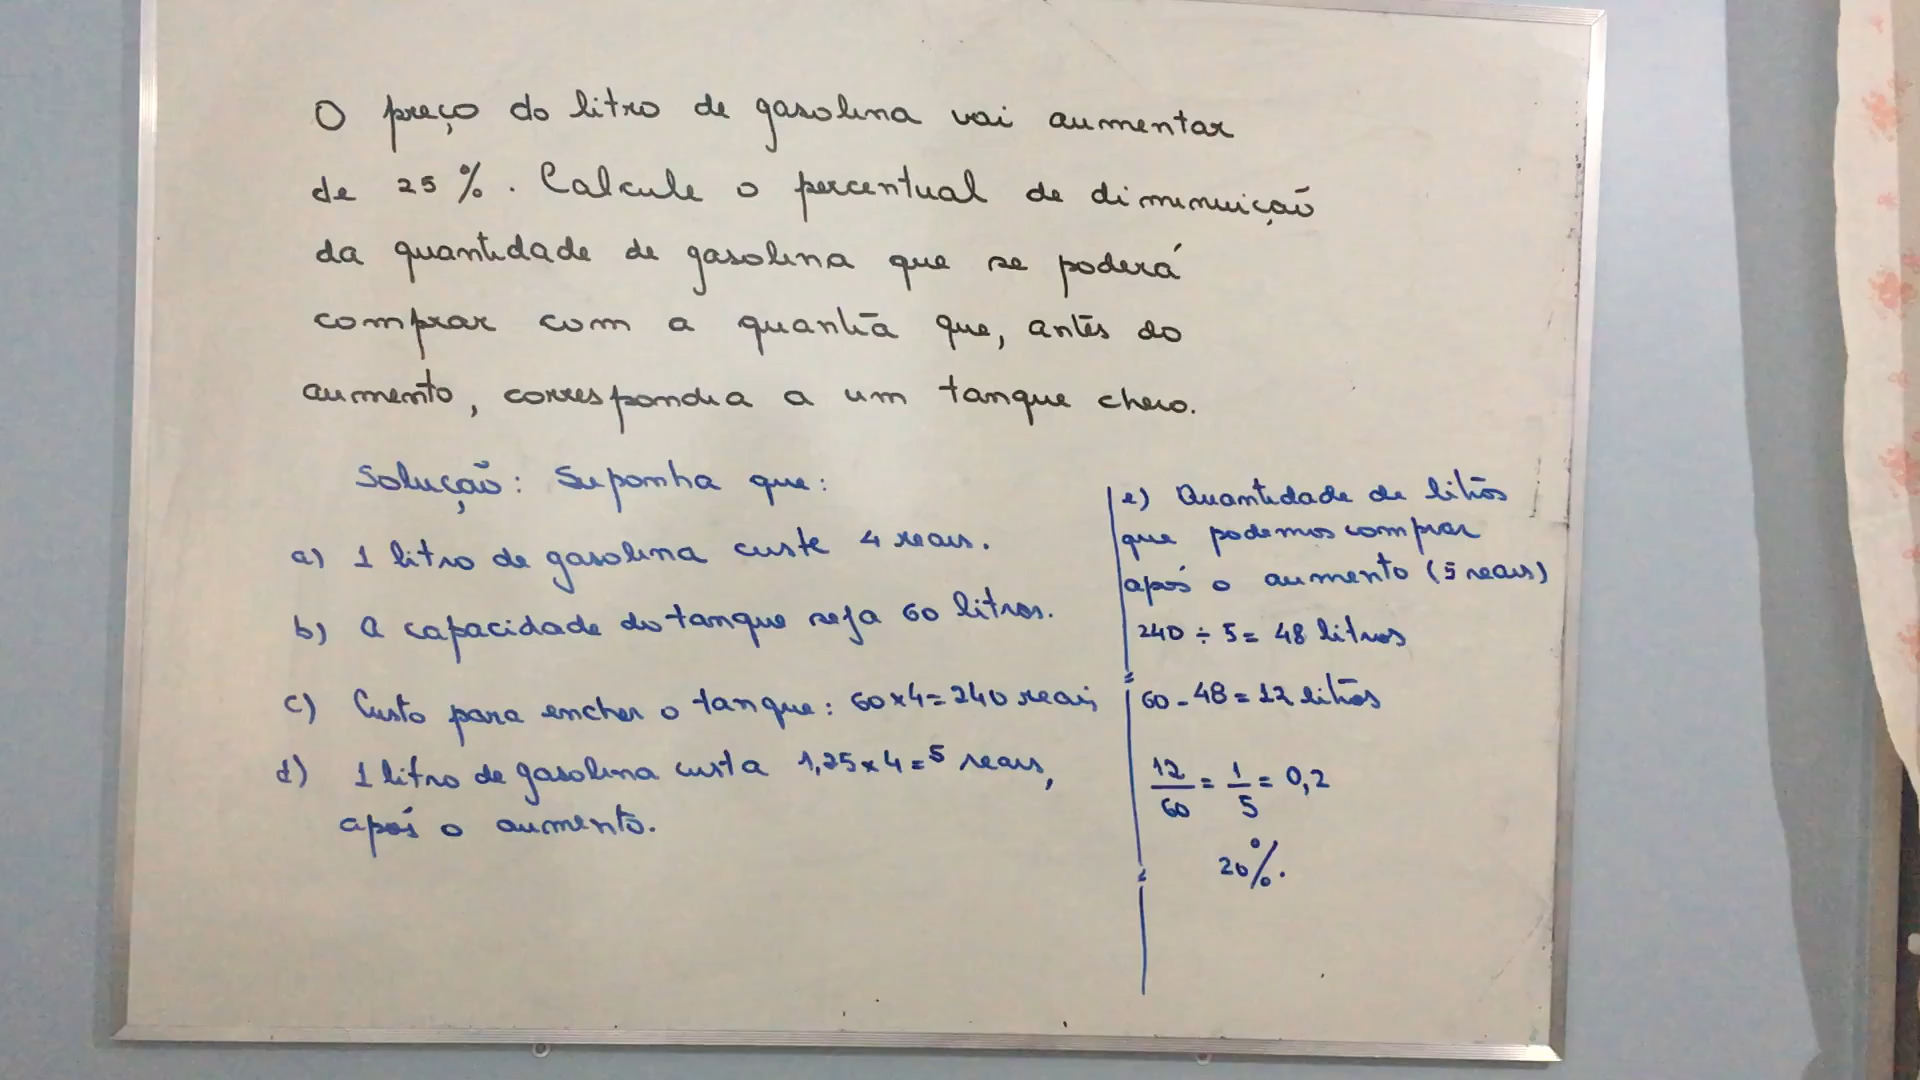 O preço do litro de gasolina vai aumentar
de 25%. Calcule o percentual de diminuição
da quantidade de gasolina que se poderá
comprar com a quantia que, antes do
aumento, correspondia a um tanque cheio.
Solução: Suponha que:
a) 1 litro de gasolina custe 4 reais.
b) A capacidade do tanque seja 60 litros.
c) Custo para encher o tanque: 60×4=240 reais
d) 1 litro de gasolina custa 1,25×4=5 reais,
após o aumento.
e) Quantidade de litros
que podemos comprar
após o aumento (5 reais)
240 ÷ 5 = 48 litros
60 - 48 = 12 litros
12/60 = 1/5 = 0,2
20%.